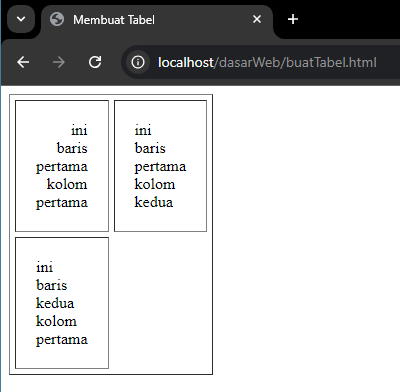 Membuat Tabel
localhost/dasarWeb/buatTabel.html
ini
baris
pertama
kolom
pertama
ini
baris
pertama
kolom
kedua
ini
baris
kedua
kolom
pertama